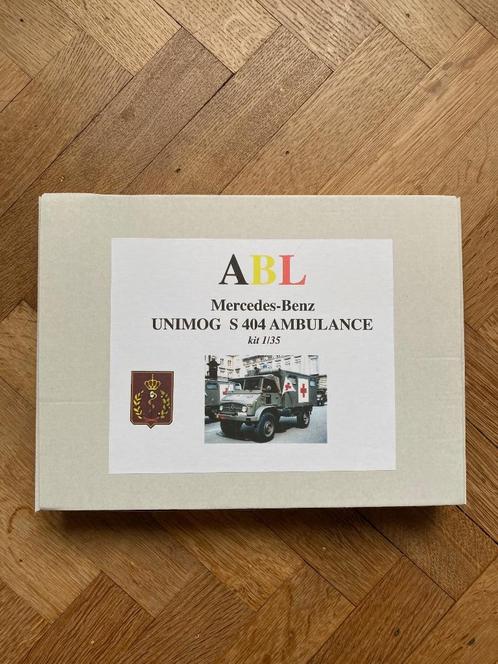 ABL
Mercedes-Benz
UNIMOG S 404 AMBULANCE
kit 1/35